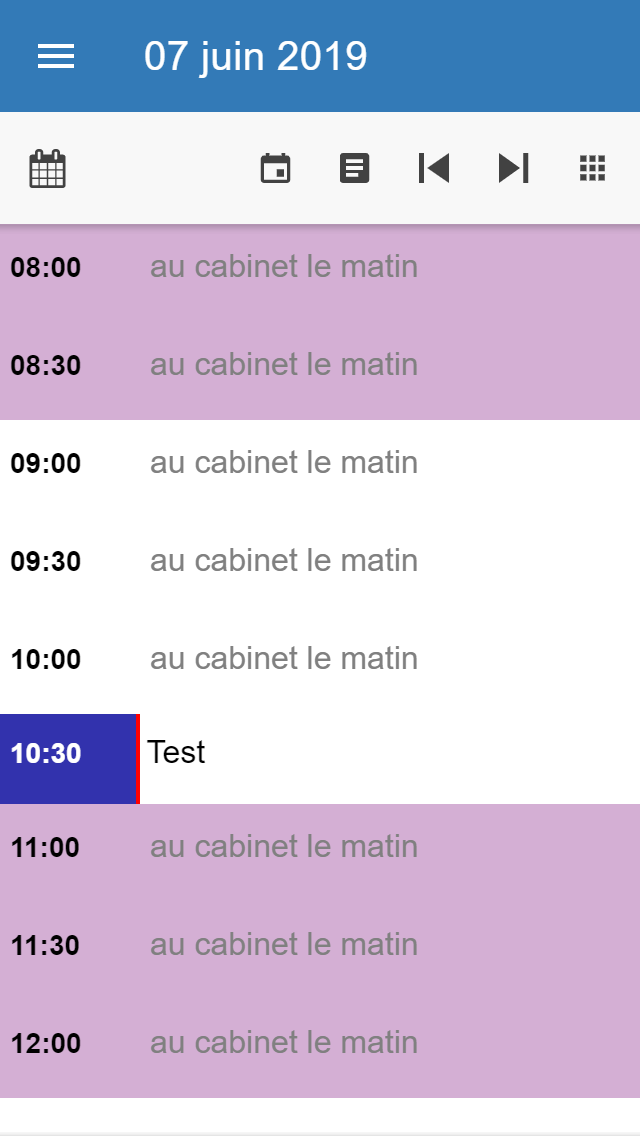 07 juin 2019
08:00 au cabinet le matin
08:30 au cabinet le matin
09:00 au cabinet le matin
09:30 au cabinet le matin
10:00 au cabinet le matin
10:30 Test
11:00 au cabinet le matin
11:30 au cabinet le matin
12:00 au cabinet le matin